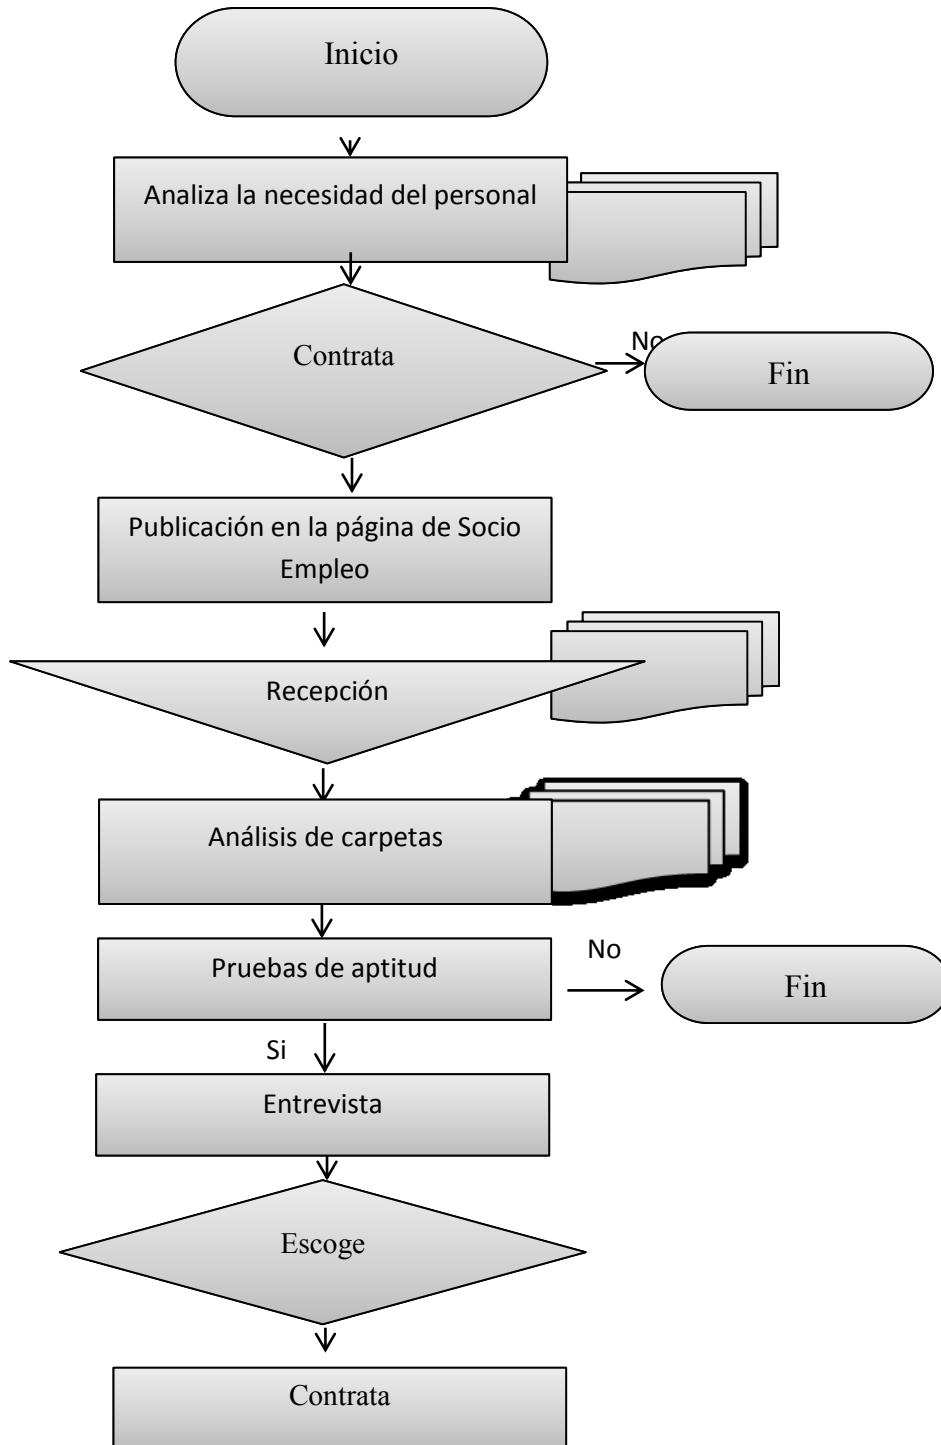 Inicio
Analiza la necesidad del personal
Contrata
No
Fin
Publicación en la página de Socio
Empleo
Recepción
Análisis de carpetas
Pruebas de aptitud
No
Fin
Si
Entrevista
Escoge
Contrata